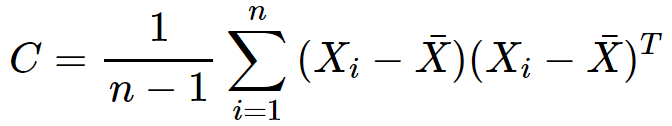 C = \frac{1}{n-1} \sum_{i=1}^{n} (X_i - \bar{X})(X_i - \bar{X})^T